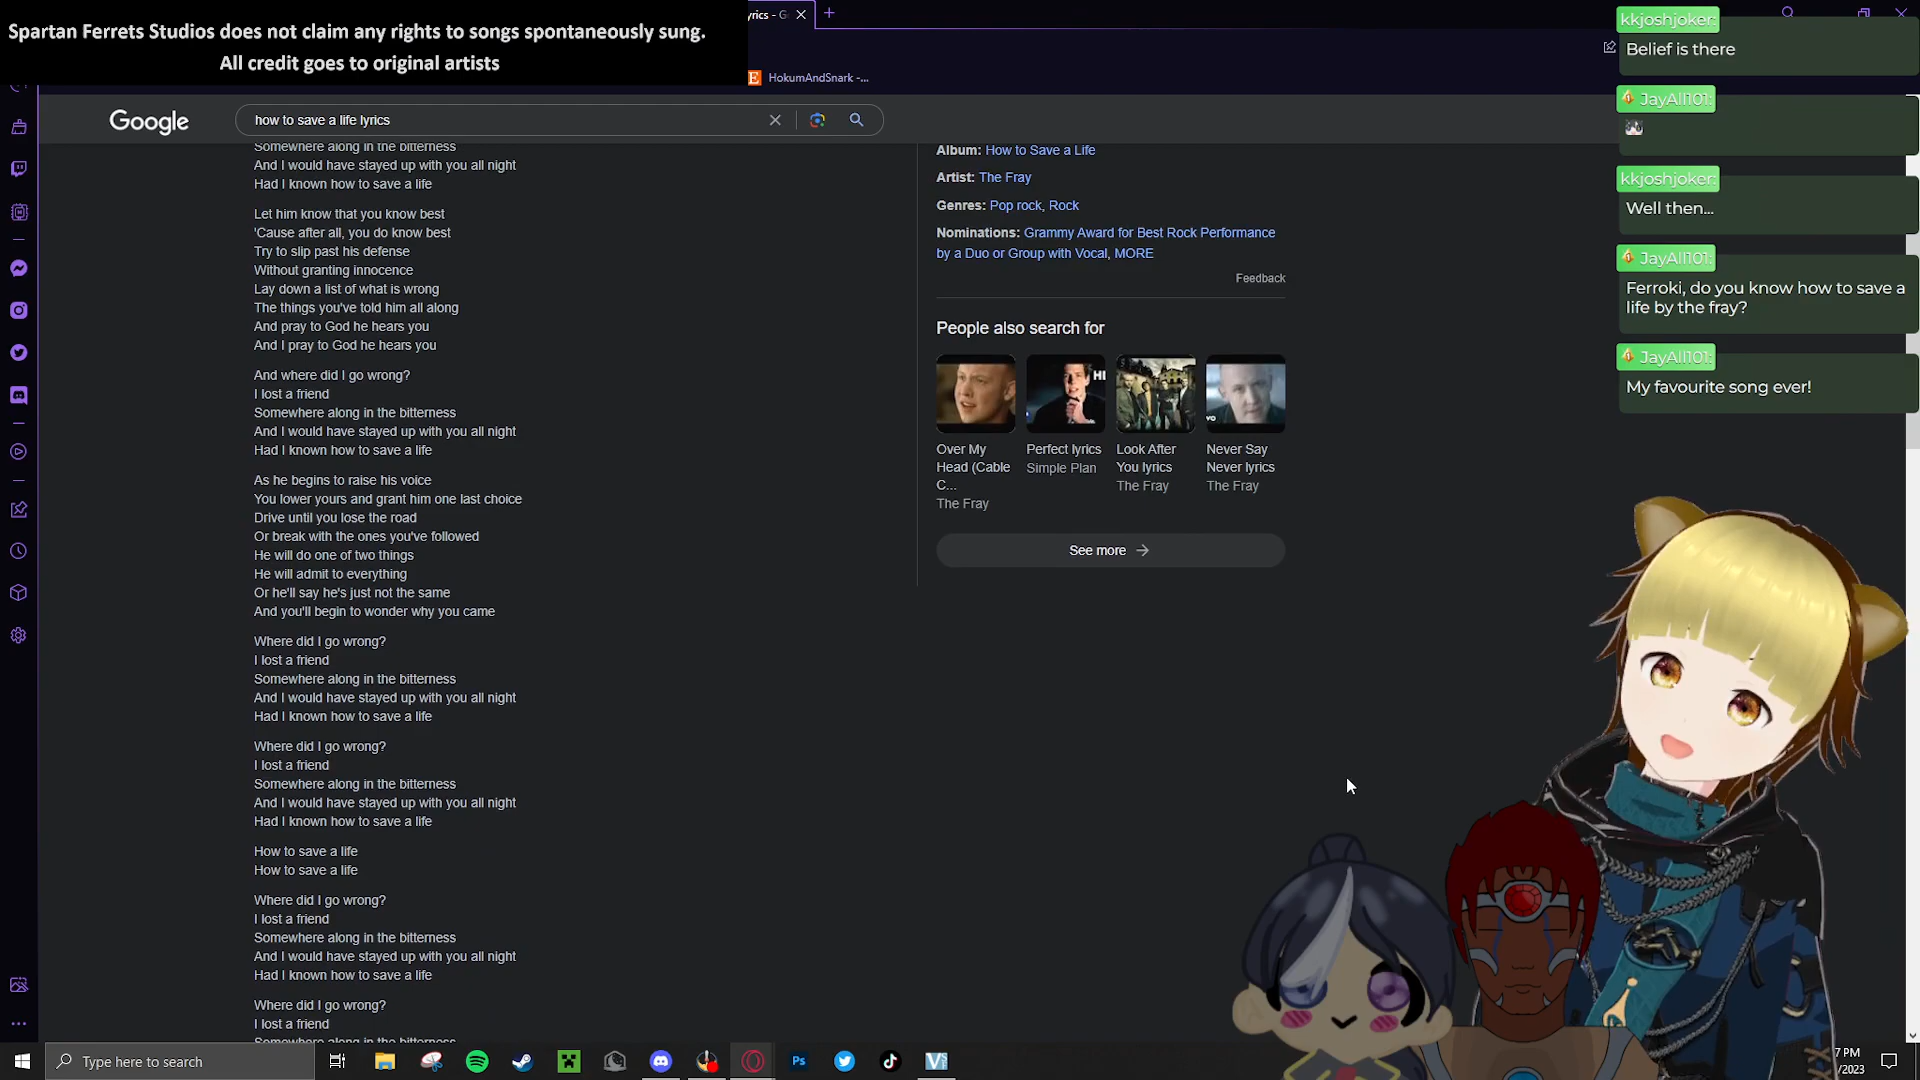 Spartan Ferrets Studios does not claim any rights to songs spontaneously sung.
All credit goes to original artists
yrics - G
HokumAndSnark -...
Google
how to save a life lyrics
Somewhere along in the bitterness
And I would have stayed up with you all night
Had I known how to save a life
Let him know that you know best
'Cause after all, you do know best
Try to slip past his defense
Without granting innocence
Lay down a list of what is wrong
The things you've told him all along
And pray to God he hears you
And I pray to God he hears you
And where did I go wrong?
I lost a friend
Somewhere along in the bitterness
And I would have stayed up with you all night
Had I known how to save a life
As he begins to raise his voice
You lower yours and grant him one last choice
Drive until you lose the road
Or break with the ones you've followed
He will do one of two things
He will admit to everything
Or he'll say he's just not the same
And you'll begin to wonder why you came
Where did I go wrong?
I lost a friend
Somewhere along in the bitterness
And I would have stayed up with you all night
Had I known how to save a life
Where did I go wrong?
I lost a friend
Somewhere along in the bitterness
And I would have stayed up with you all night
Had I known how to save a life
How to save a life
How to save a life
Where did I go wrong?
I lost a friend
Somewhere along in the bitterness
And I would have stayed up with you all night
Had I known how to save a life
Where did I go wrong?
I lost a friend
Somewhere along in the bitterness
Album: How to Save a Life
Artist: The Fray
Genres: Pop rock, Rock
Nominations: Grammy Award for Best Rock Performance
by a Duo or Group with Vocal, MORE
Feedback
People also search for
Over My
Head (Cable
C...
The Fray
Perfect lyrics
Simple Plan
Look After
You lyrics
The Fray
Never Say
Never lyrics
The Fray
See more
kkjoshjoker:
Belief is there
JayAll101:
kkjoshjoker:
Well then...
JayAll101:
Ferroki, do you know how to save a
life by the fray?
JayAll101:
My favourite song ever!
Type here to search
Ps
7 PM
/2023